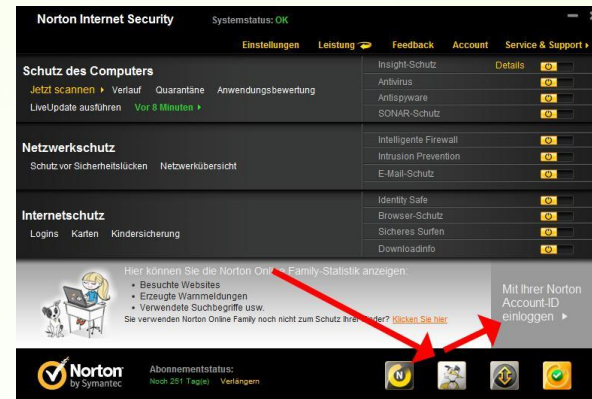 Norton Internet Security Systemstatus: OK
Einstellungen Leistung Feedback Account Service & Support
Schutz des Computers
Jetzt scannen Verlauf Quarantäne Anwendungsbewertung
LiveUpdate ausführen Vor 8 Minuten
Insight-Schutz Details
Antivirus
Antispyware
SONAR-Schutz
Netzwerkschutz
Schutz vor Sicherheitslücken Netzwerkübersicht
Intelligente Firewall
Intrusion Prevention
E-Mail-Schutz
Internetschutz
Logins Karten Kindersicherung
Identity Safe
Browser-Schutz
Sicheres Surfen
Downloadinfo
Hier können Sie die Norton Online Family-Statistik anzeigen:
• Besuchte Websites
• Erzeugte Warnmeldungen
• Verwendete Suchbegriffe usw.
Sie verwenden Norton Online Family noch nicht zum Schutz Ihrer Kinder? Klicken Sie hier
Mit Ihrer Norton
Account-ID
einloggen
Norton
by Symantec
Abonnementstatus:
Noch 251 Tag(e) Verlängern
N